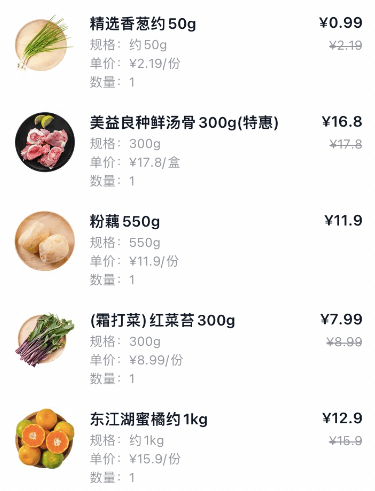 精选香葱约50g ¥0.99
规格：约50g ¥2.19
单价：¥2.19/份
数量：1
美益良种鲜汤骨300g(特惠) ¥16.8
规格：300g ¥17.8
单价：¥17.8/盒
数量：1
粉藕550g ¥11.9
规格：550g
单价：¥11.9/份
数量：1
(霜打菜)红菜苔300g ¥7.99
规格：300g ¥8.99
单价：¥8.99/份
数量：1
东江湖蜜橘约1kg ¥12.9
规格：约1kg ¥15.9
单价：¥15.9/份
数量：1